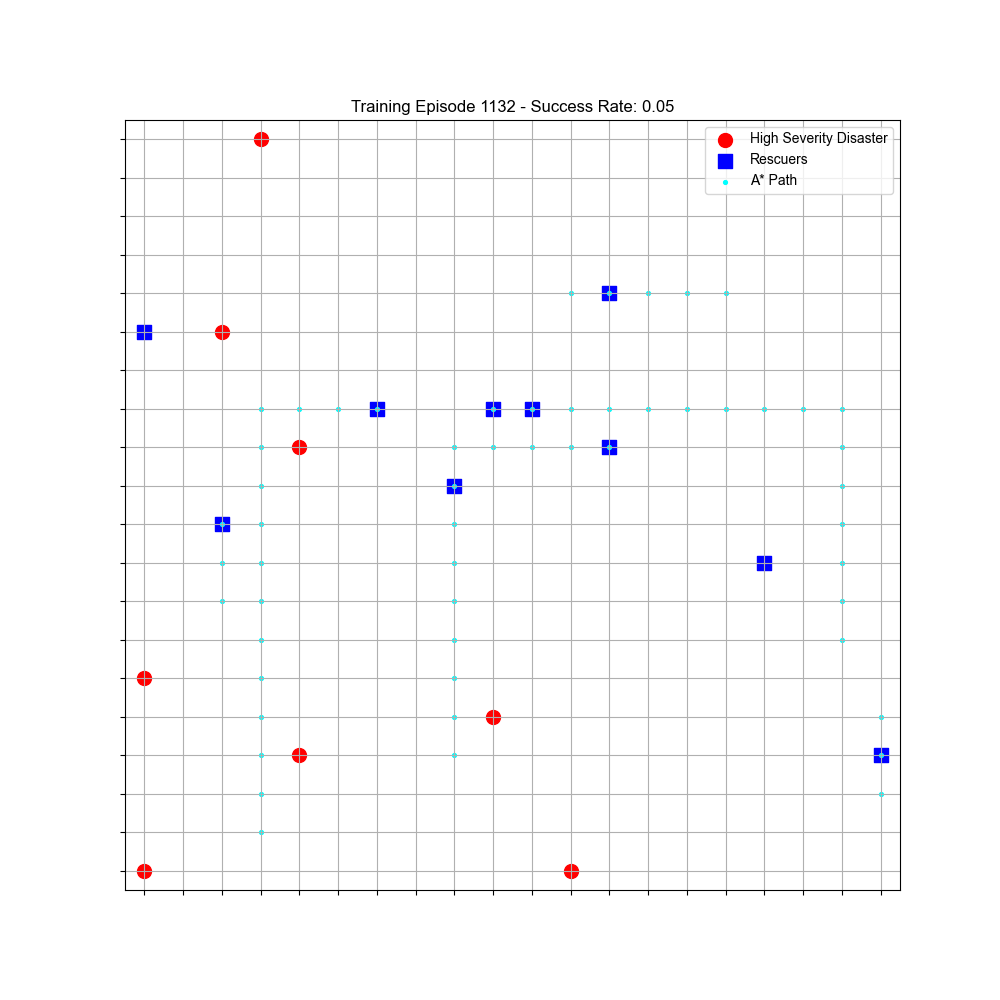 Training Episode 1132 - Success Rate: 0.05
High Severity Disaster
Rescuers
A* Path